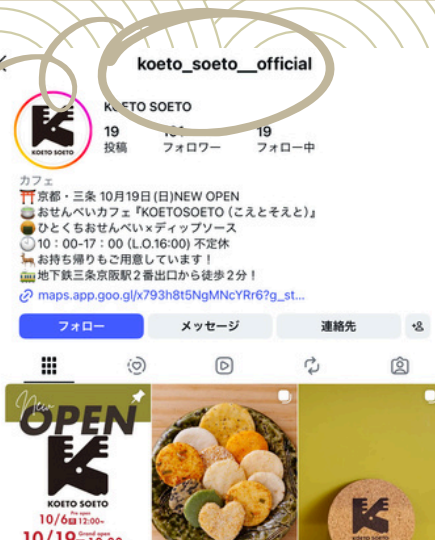 koeto_soeto__official
KOETO SOETO
KOETO SOETO
19 19
投稿 フォロワー フォロー中
カフェ
⛩️京都・三条 10月19日(日)NEW OPEN
🍵おせんべいカフェ『KOETOSOETO（こえとそえと）』
🍘ひとくちおせんべい×ディップソース
🕙10：00-17：00 (L.O.16:00) 不定休
🦌お持ち帰りもご用意しています！
🚃地下鉄三条京阪駅２番出口から徒歩２分！
maps.app.goo.gl/x793h8t5NgMNcYRr6?g_st...
フォロー メッセージ 連絡先
New
OPEN
KOETO SOETO
Pre open
10/6 12:00~
Grand open
10/19
KOETO SOETO